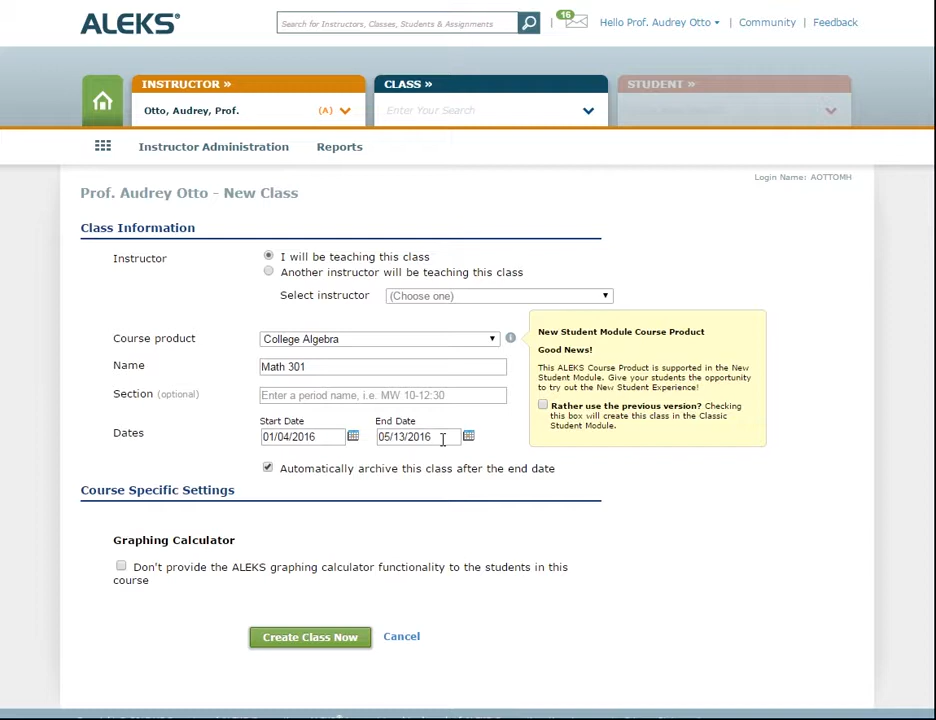 ALEKS®
Search for Instructors, Classes, Students & Assignments
16
Hello Prof. Audrey Otto
Community
Feedback
INSTRUCTOR »
CLASS »
STUDENT »
Otto, Audrey, Prof.
(A)
Enter Your Search
Instructor Administration
Reports
Login Name: AOTTOMH
Prof. Audrey Otto - New Class
Class Information
Instructor
I will be teaching this class
Another instructor will be teaching this class
Select instructor
(Choose one)
Course product
College Algebra
New Student Module Course Product
Good News!
This ALEKS Course Product is supported in the New
Student Module. Give your students the opportunity
to try out the New Student Experience!
Rather use the previous version? Checking
this box will create this class in the Classic
Student Module.
Name
Math 301
Section (optional)
Enter a period name, i.e. MW 10-12:30
Start Date
End Date
Dates
01/04/2016
05/13/2016
Automatically archive this class after the end date
Course Specific Settings
Graphing Calculator
Don't provide the ALEKS graphing calculator functionality to the students in this
course
Create Class Now
Cancel